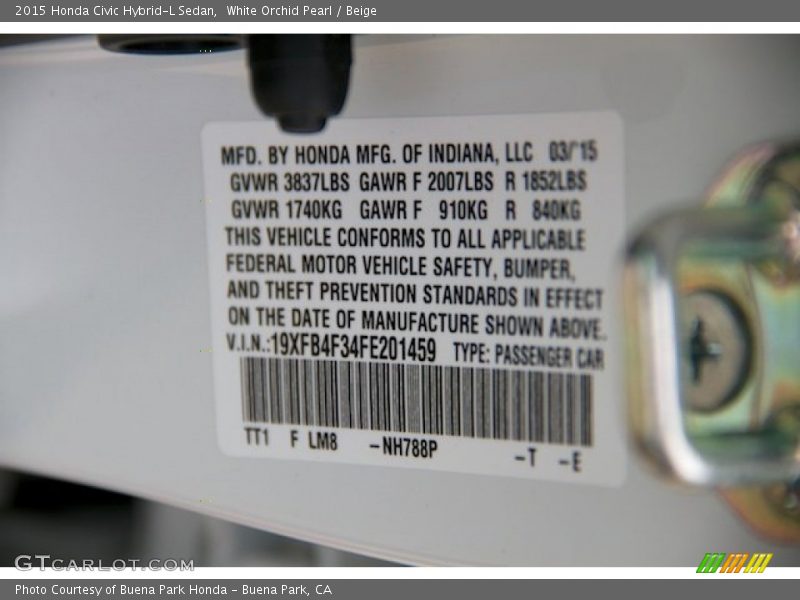 2015 Honda Civic Hybrid-L Sedan, White Orchid Pearl / Beige
MFD. BY HONDA MFG. OF INDIANA, LLC 03/'15
GVWR 3837LBS GAWR F 2007LBS R 1852LBS
GVWR 1740KG GAWR F 910KG R 840KG
THIS VEHICLE CONFORMS TO ALL APPLICABLE
FEDERAL MOTOR VEHICLE SAFETY, BUMPER,
AND THEFT PREVENTION STANDARDS IN EFFECT
ON THE DATE OF MANUFACTURE SHOWN ABOVE.
V.I.N.:19XFB4F34FE201459 TYPE: PASSENGER CAR
TT1 F LM8 -NH788P -T -E
GTCARLOT.COM
Photo Courtesy of Buena Park Honda - Buena Park, CA